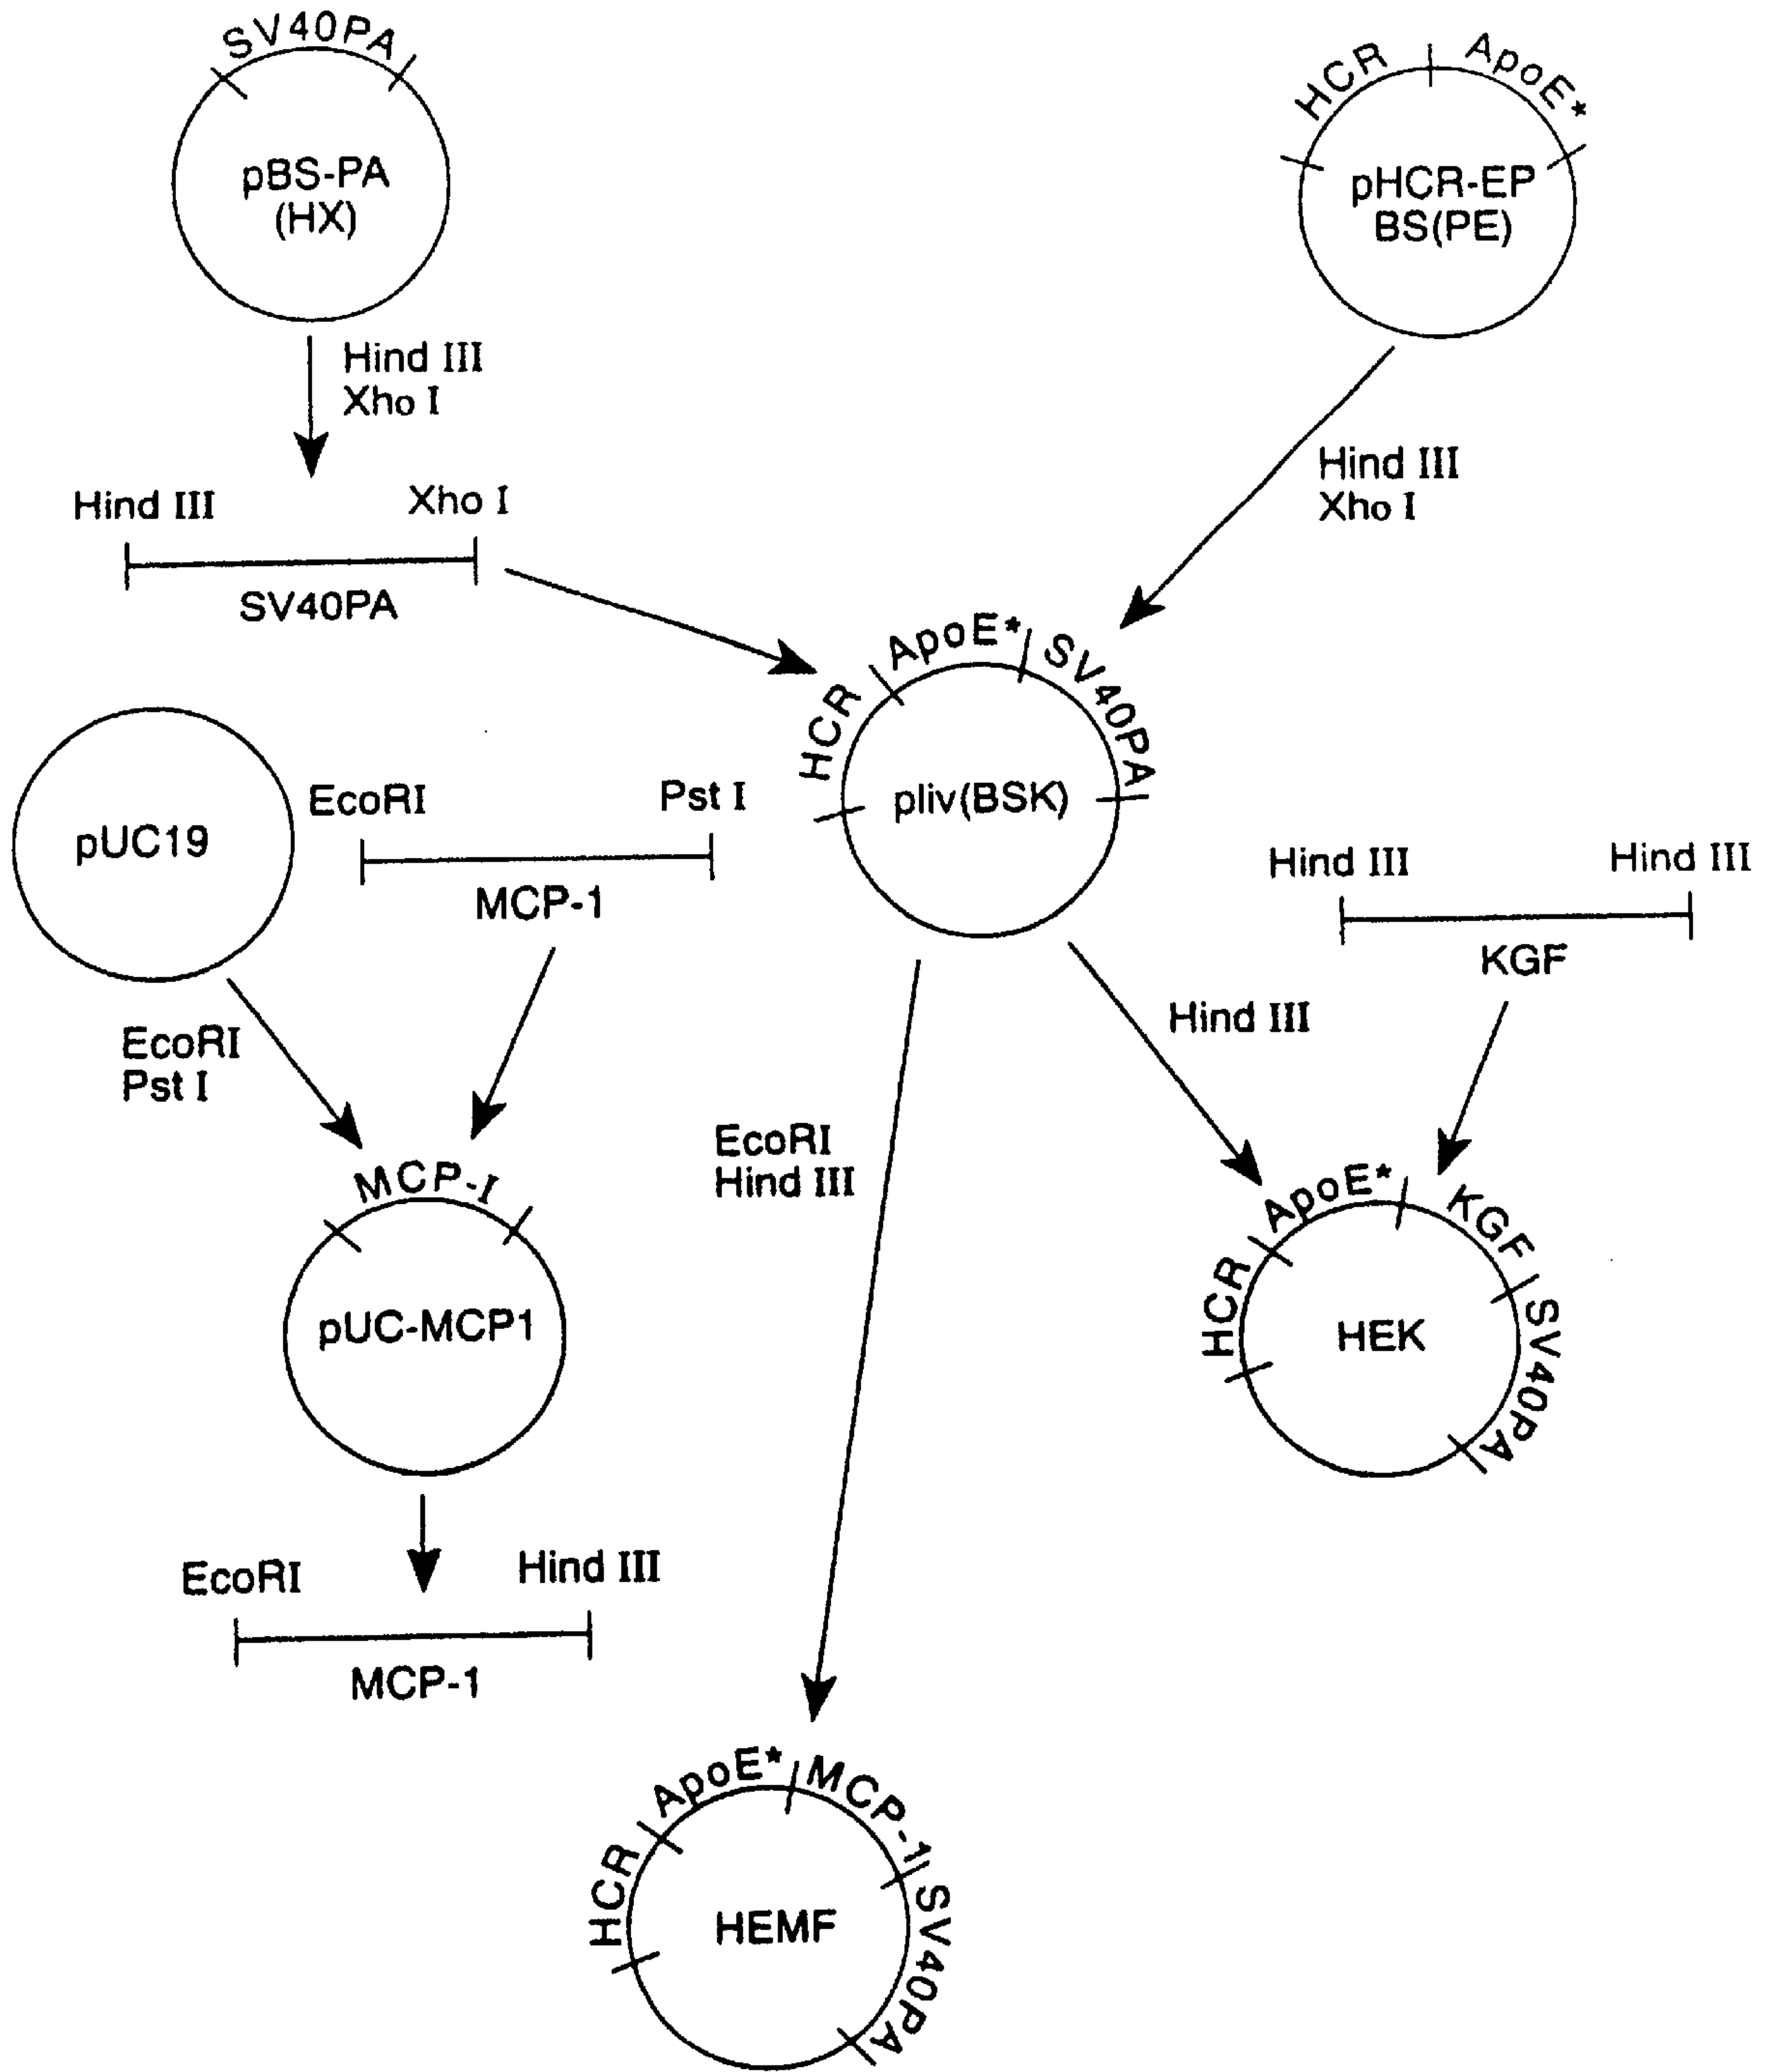 SV40PA
pBS-PA
(HX)
HCR
ApoE*
pHCR-EP
BS(PE)
Hind III
Xho I
Hind III
Xho I
SV40PA
Hind III
Xho I
HCR
ApoE*
SV40PA
pliv(BSK)
pUC19
EcoRI
Pst I
MCP-1
Hind III
Hind III
KGF
EcoRI
Pst I
Hind III
EcoRI
Hind III
MCP-I
pUC-MCP1
HCR
ApoE*
KGF
SV40PA
HEK
EcoRI
Hind III
MCP-1
HCR
ApoE*
MCP-1
SV40PA
HEMF